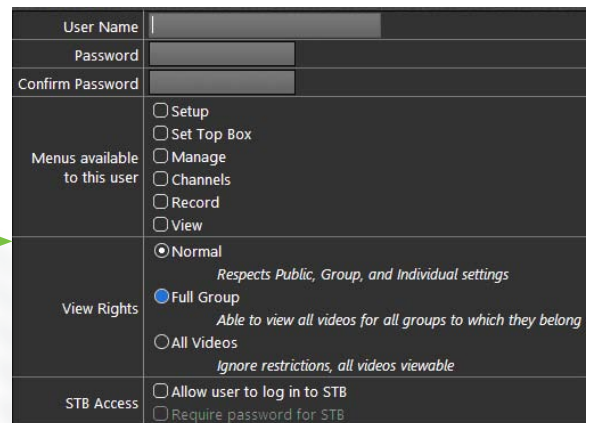 User Name
Password
Confirm Password
Menus available
to this user
Setup
Set Top Box
Manage
Channels
Record
View
View Rights
Normal
Respects Public, Group, and Individual settings
Full Group
Able to view all videos for all groups to which they belong
All Videos
Ignore restrictions, all videos viewable
STB Access
Allow user to log in to STB
Require password for STB